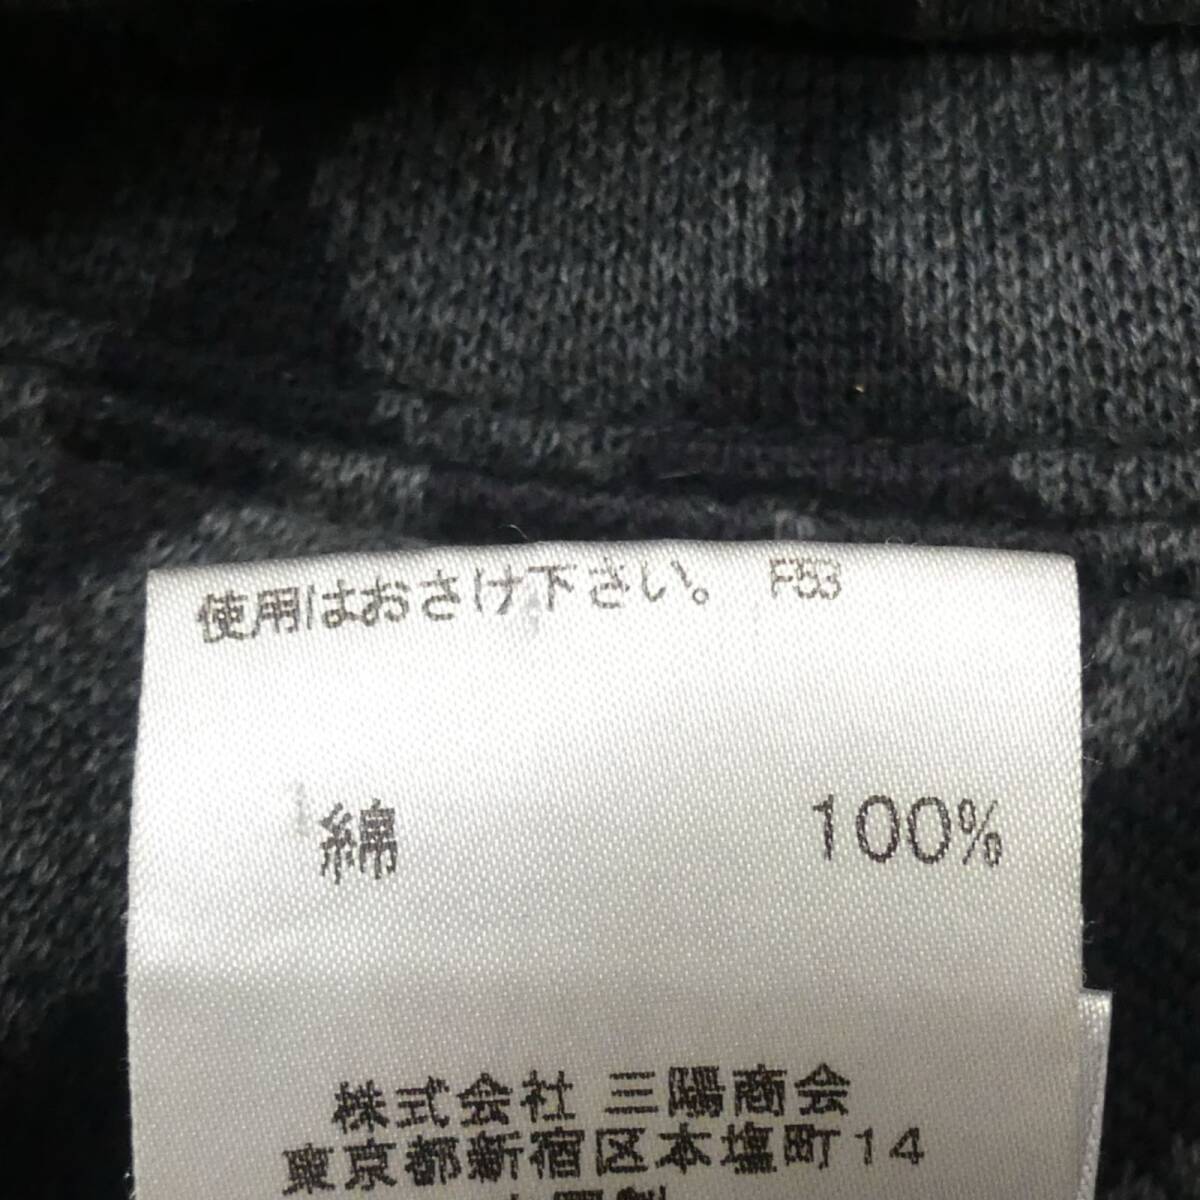 使用はおさけ下さい。 F53
綿 100%
株式会社 三陽商会
東京都新宿区本塩町14